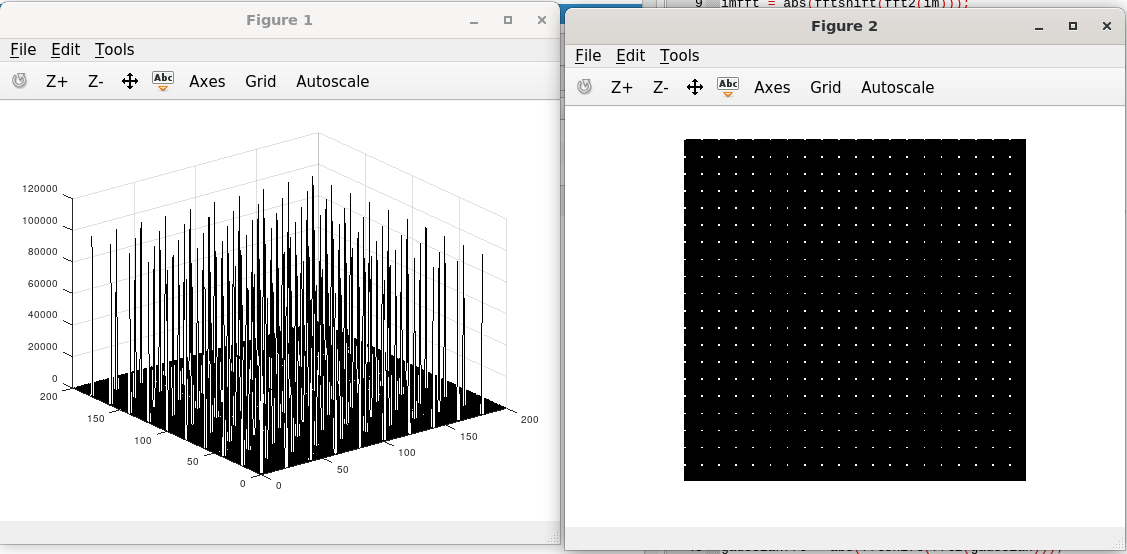 9 imfft = abs(fftshift(fft2(im)));
Figure 1
File Edit Tools
Z+ Z- Abc Axes Grid Autoscale
120000
100000
80000
60000
40000
20000
0
200
150
100
50
0
0
50
100
150
200
Figure 2
File Edit Tools
Z+ Z- Abc Axes Grid Autoscale